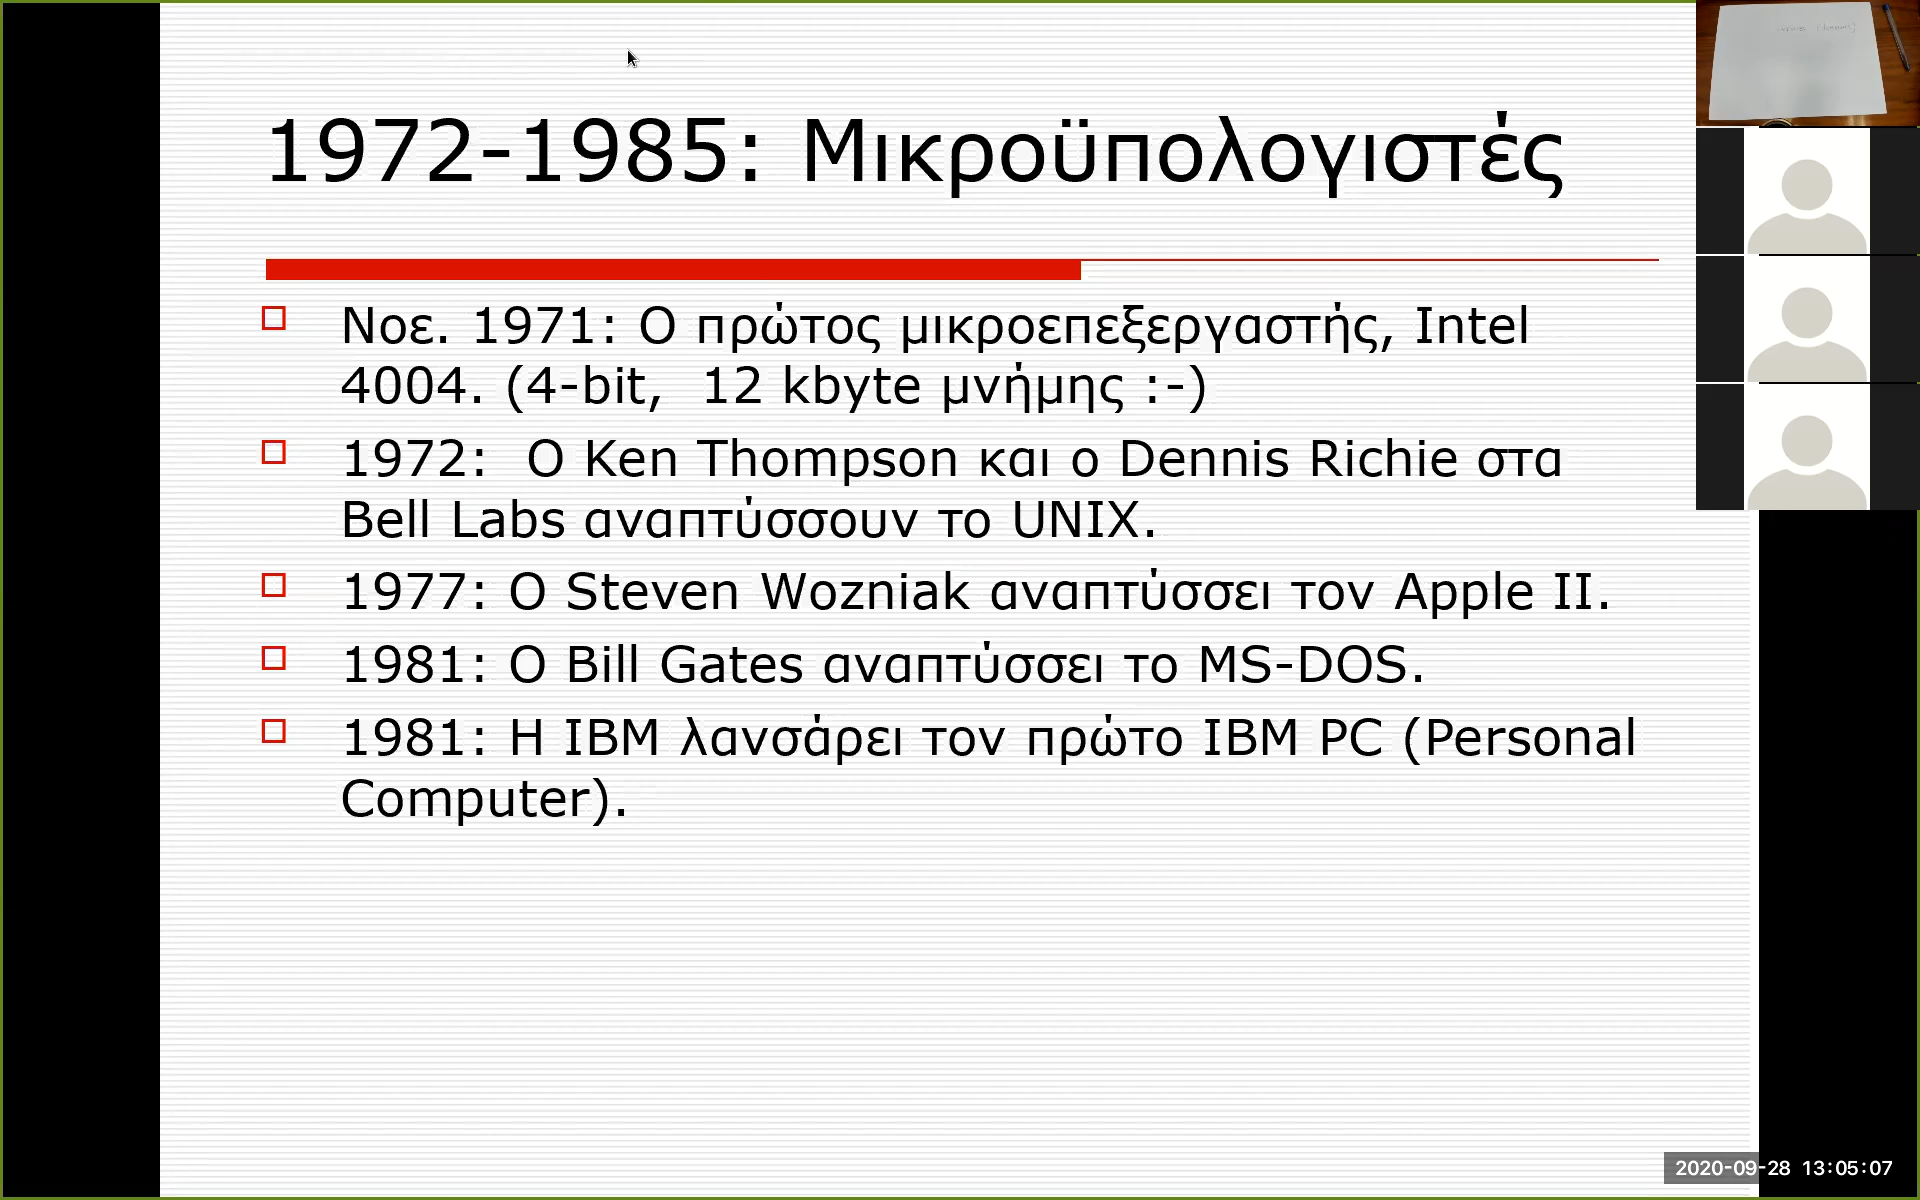 1972-1985: Μικροϋπολογιστές
Νοε. 1971: Ο πρώτος μικροεπεξεργαστής, Intel
4004. (4-bit, 12 kbyte μνήμης :-)
1972: Ο Ken Thompson και ο Dennis Richie στα
Bell Labs αναπτύσσουν το UNIX.
1977: Ο Steven Wozniak αναπτύσσει τον Apple II.
1981: Ο Bill Gates αναπτύσσει το MS-DOS.
1981: Η IBM λανσάρει τον πρώτο IBM PC (Personal
Computer).
2020-09-28 13:05:07